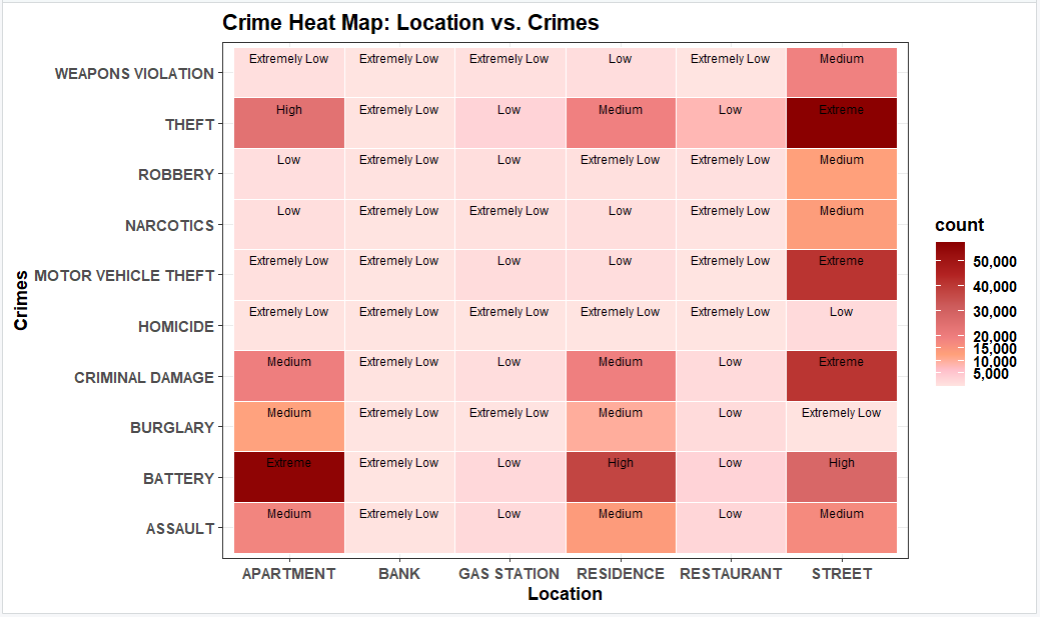 Crime Heat Map: Location vs. Crimes
WEAPONS VIOLATION Extremely Low Extremely Low Extremely Low Low Extremely Low Medium
THEFT High Extremely Low Low Medium Low Extreme
ROBBERY Low Extremely Low Low Extremely Low Extremely Low Medium
NARCOTICS Low Extremely Low Extremely Low Low Extremely Low Medium
MOTOR VEHICLE THEFT Extremely Low Extremely Low Low Low Extremely Low Extreme
HOMICIDE Extremely Low Extremely Low Extremely Low Extremely Low Extremely Low Low
CRIMINAL DAMAGE Medium Extremely Low Low Medium Low Extreme
BURGLARY Medium Extremely Low Extremely Low Medium Low Extremely Low
BATTERY Extreme Extremely Low Low High Low High
ASSAULT Medium Extremely Low Low Medium Low Medium
APARTMENT BANK GAS STATION RESIDENCE RESTAURANT STREET
Location
Crimes
count
50,000
40,000
30,000
20,000
15,000
10,000
5,000